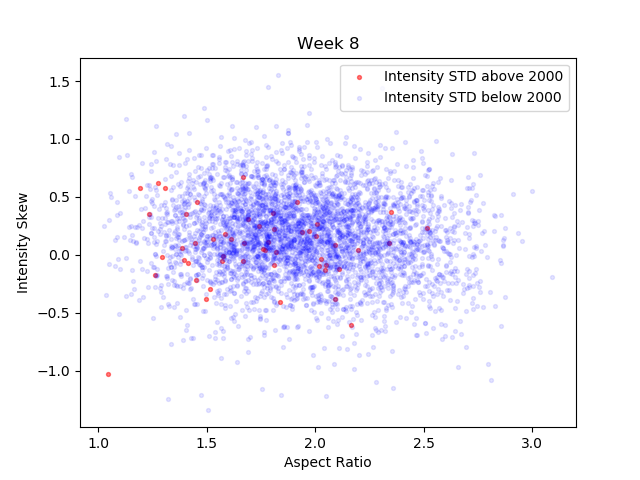 Week 8
Intensity STD above 2000
Intensity STD below 2000
1.5
1.0
0.5
0.0
−0.5
−1.0
Intensity Skew
1.0 1.5 2.0 2.5 3.0
Aspect Ratio